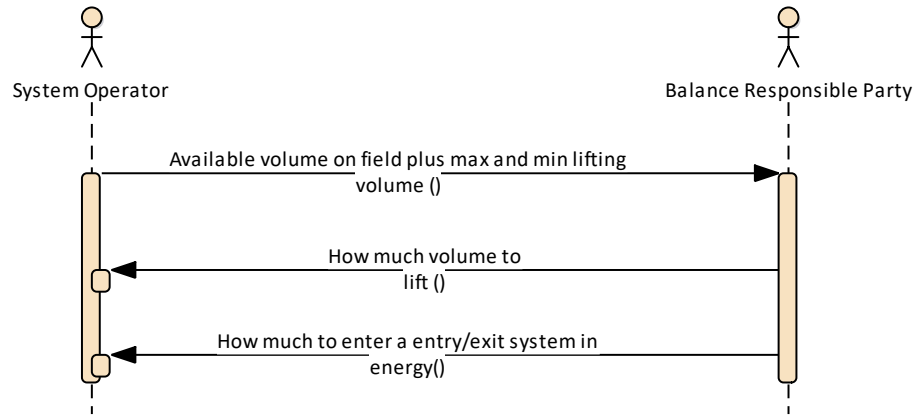 System Operator
Balance Responsible Party
Available volume on field plus max and min lifting
volume ()
How much volume to
lift ()
How much to enter a entry/exit system in
energy()